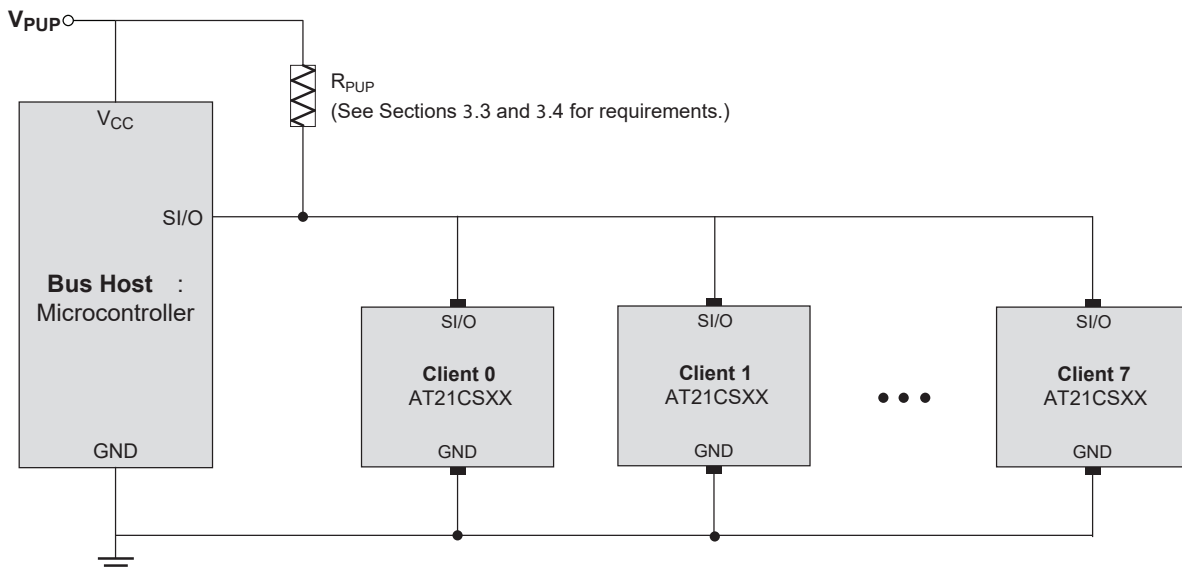 VPUP
RPUP
(See Sections 3.3 and 3.4 for requirements.)
VCC
SI/O
Bus Host :
Microcontroller
GND
SI/O
Client 0
AT21CSXX
GND
SI/O
Client 1
AT21CSXX
GND
SI/O
Client 7
AT21CSXX
GND